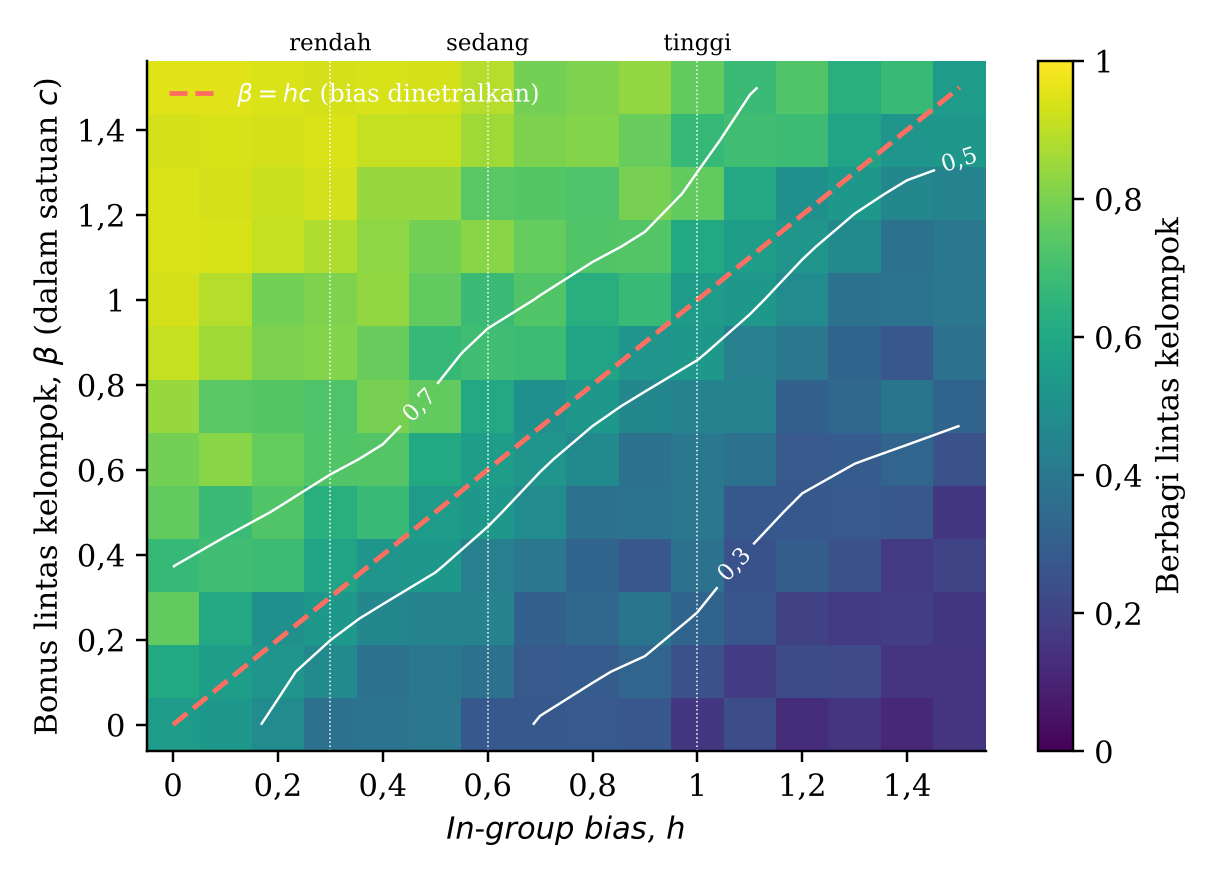 rendah sedang tinggi
β = hc (bias dinetralkan)
Bonus lintas kelompok, β (dalam satuan c)
1,4
1,2
1
0,8
0,6
0,4
0,2
0
0,7
0,5
0,3
0 0,2 0,4 0,6 0,8 1 1,2 1,4
In-group bias, h
1
0,8
0,6
0,4
0,2
0
Berbagi lintas kelompok